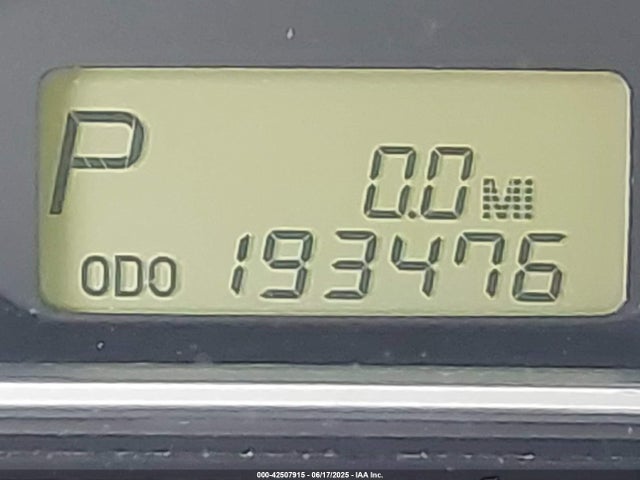 P
0.0 MI
ODO 193476
000-42507915 - 06/17/2025 - IAA Inc.